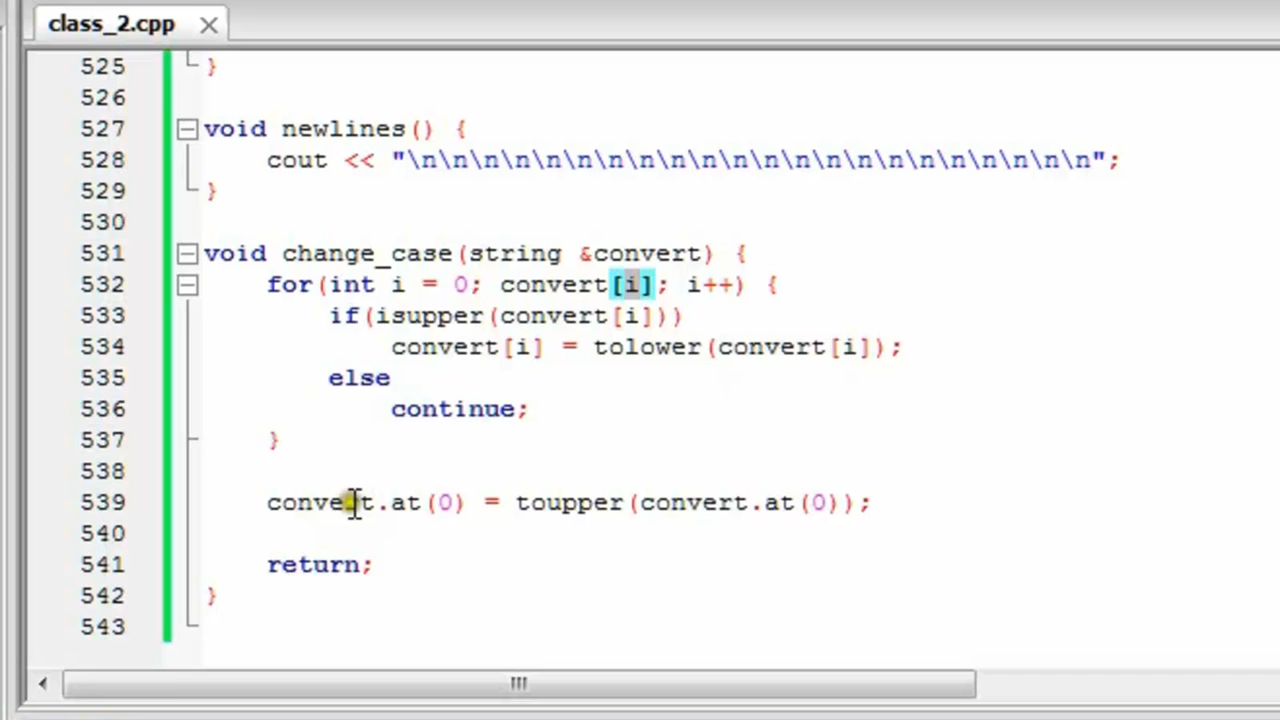 class_2.cpp
525 }
526
527 void newlines() {
528 cout << "\n\n\n\n\n\n\n\n\n\n\n\n\n\n\n\n\n\n\n\n\n\n";
529 }
530
531 void change_case(string &convert) {
532 for(int i = 0; convert[i]; i++) {
533 if(isupper(convert[i]))
534 convert[i] = tolower(convert[i]);
535 else
536 continue;
537 }
538
539 convert.at(0) = toupper(convert.at(0));
540
541 return;
542 }
543